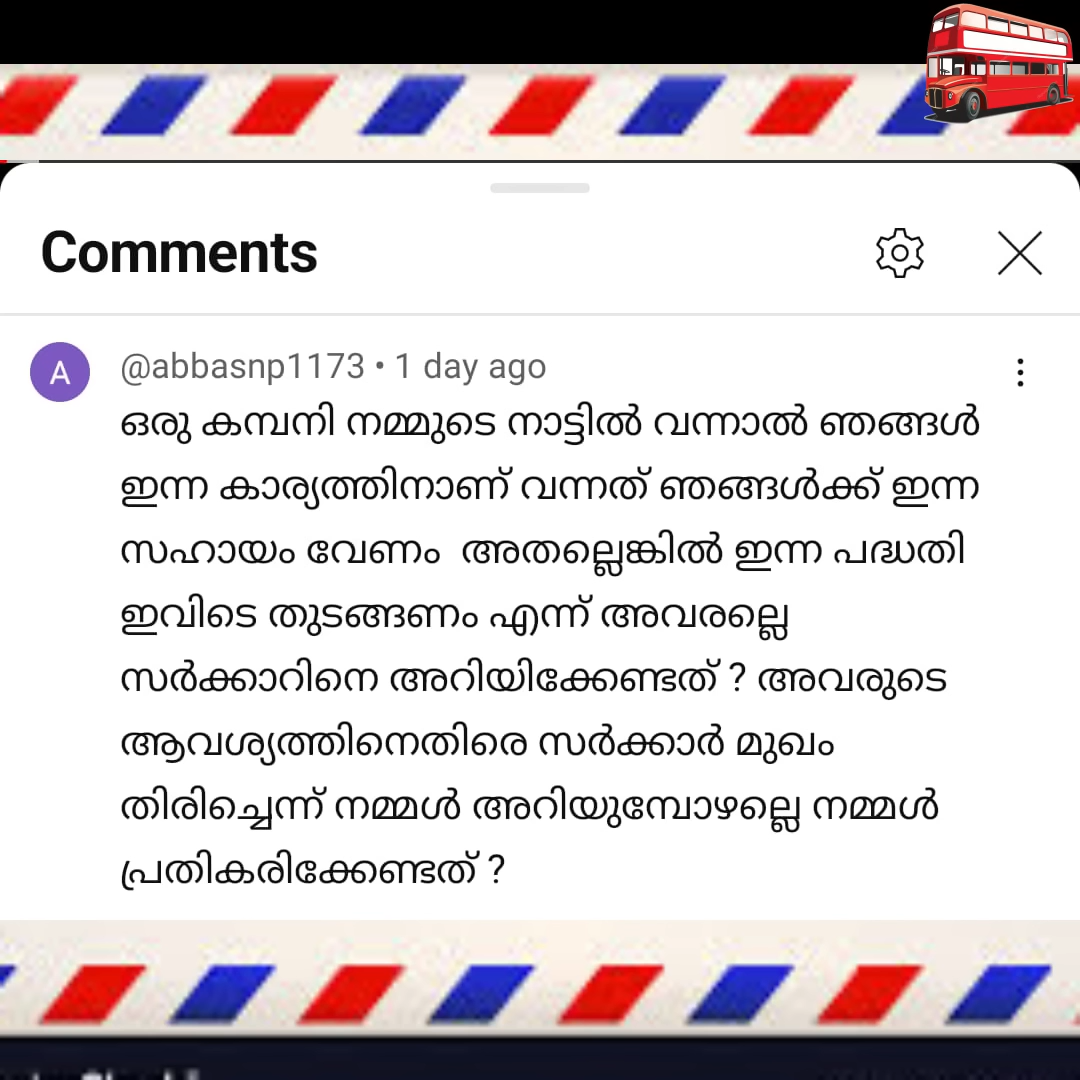 Comments
A
@abbasnp1173 • 1 day ago
ഒരു കമ്പനി നമ്മുടെ നാട്ടിൽ വന്നാൽ ഞങ്ങൾ
ഇന്ന കാര്യത്തിനാണ് വന്നത് ഞങ്ങൾക്ക് ഇന്ന
സഹായം വേണം  അതല്ലെങ്കിൽ ഇന്ന പദ്ധതി
ഇവിടെ തുടങ്ങണം എന്ന് അവരല്ലെ
സർക്കാറിനെ അറിയിക്കേണ്ടത് ? അവരുടെ
ആവശ്യത്തിനെതിരെ സർക്കാർ മുഖം
തിരിച്ചെന്ന് നമ്മൾ അറിയുമ്പോഴല്ലെ നമ്മൾ
പ്രതികരിക്കേണ്ടത് ?